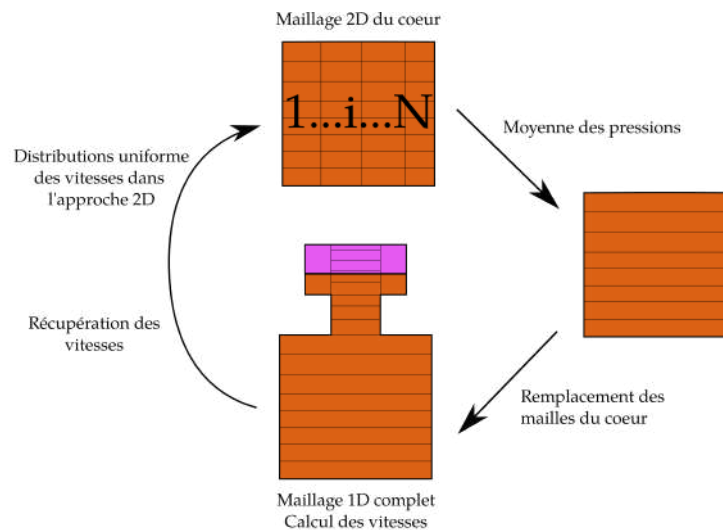 Maillage 2D du coeur
1...i...N
Moyenne des pressions
Distributions uniforme
des vitesses dans
l'approche 2D
Récupération des
vitesses
Remplacement des
mailles du coeur
Maillage 1D complet
Calcul des vitesses